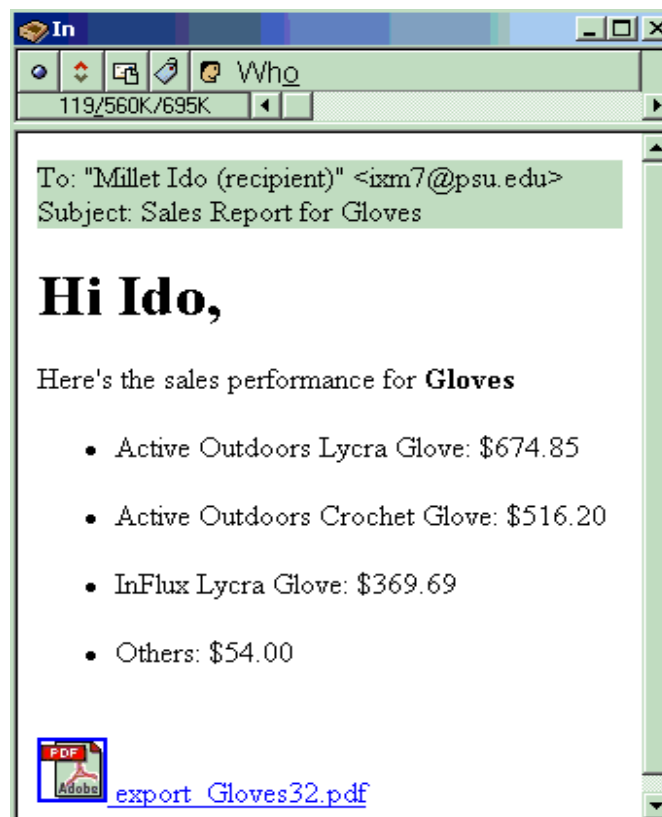 In
Who
119/560K/695K
To: "Millet Ido (recipient)" <ixm7@psu.edu>
Subject: Sales Report for Gloves
Hi Ido,
Here's the sales performance for Gloves
• Active Outdoors Lycra Glove: $674.85
• Active Outdoors Crochet Glove: $516.20
• InFlux Lycra Glove: $369.69
• Others: $54.00
PDF
Adobe
export_Gloves32.pdf